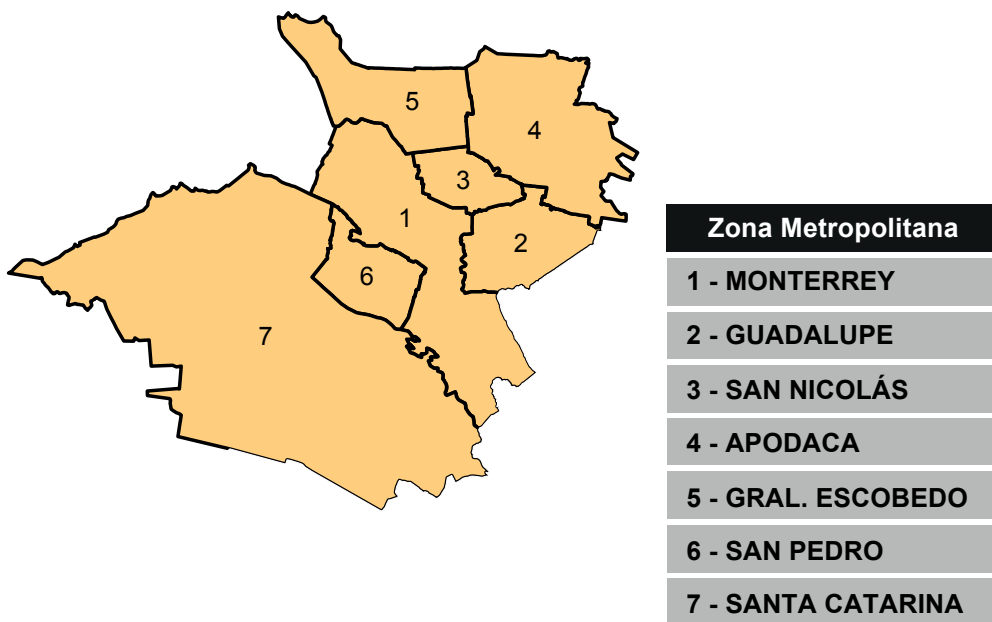 5
4
3
1
2
6
7
Zona Metropolitana
1 - MONTERREY
2 - GUADALUPE
3 - SAN NICOLÁS
4 - APODACA
5 - GRAL. ESCOBEDO
6 - SAN PEDRO
7 - SANTA CATARINA